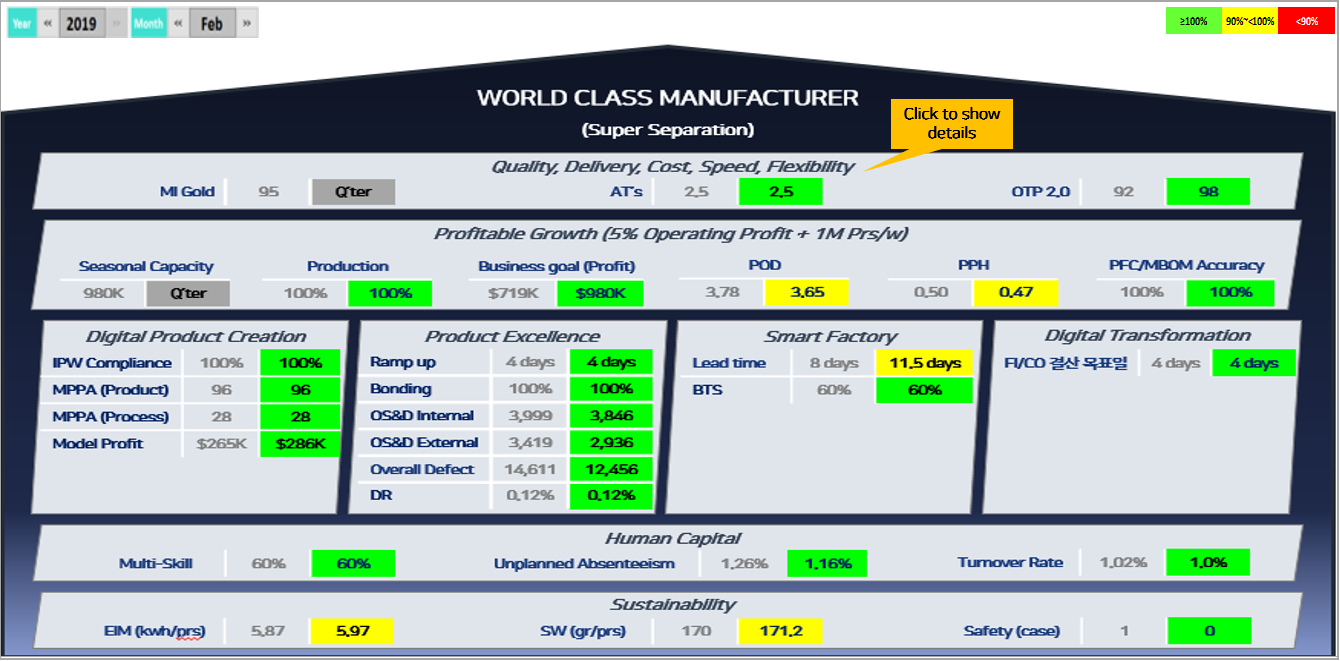 Year « 2019 » Month « Feb »
≥100% 90%~<100% <90%
WORLD CLASS MANUFACTURER
(Super Separation)
Click to show
details
Quality, Delivery, Cost, Speed, Flexibility
MI Gold 95 Q'ter AT's 2.5 2.5 OTP 2.0 92 98
Profitable Growth (5% Operating Profit + 1M Prs/w)
Seasonal Capacity Production Business goal (Profit) POD PPH PFC/MBOM Accuracy
980K Q'ter 100% 100% $719K $980K 3.78 3.65 0.50 0.47 100% 100%
Digital Product Creation
IPW Compliance 100% 100%
MPPA (Product) 96 96
MPPA (Process) 28 28
Model Profit $265K $286K
Product Excellence
Ramp up 4 days 4 days
Bonding 100% 100%
OS&D Internal 3,999 3,846
OS&D External 3,419 2,936
Overall Defect 14,611 12,456
DR 0.12% 0.12%
Smart Factory
Lead time 8 days 11.5 days
BTS 60% 60%
Digital Transformation
FI/CO 결산 목표일 4 days 4 days
Human Capital
Multi-Skill 60% 60% Unplanned Absenteeism 1.26% 1.16% Turnover Rate 1.02% 1.0%
Sustainability
EIM (kwh/prs) 5.87 5.97 SW (gr/prs) 170 171.2 Safety (case) 1 0